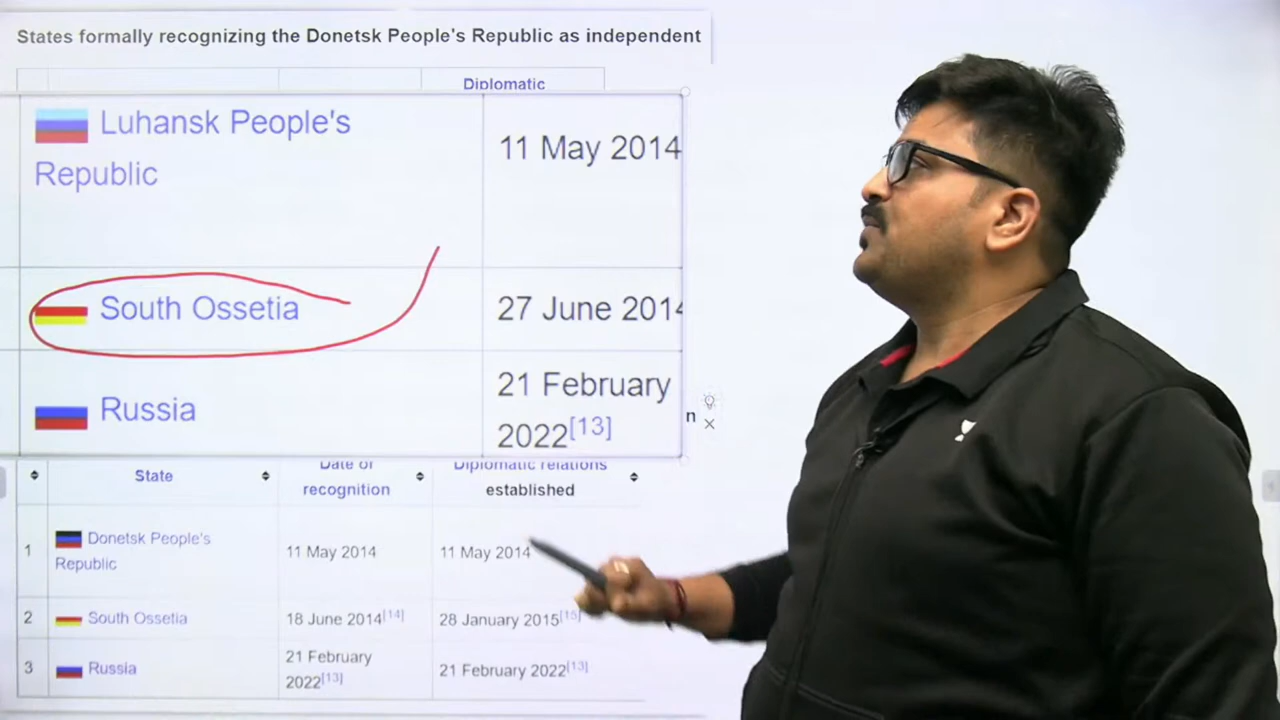 States formally recognizing the Donetsk People's Republic as independent
Diplomatic
Luhansk People's
Republic
11 May 2014
South Ossetia
27 June 2014
Russia
21 February
2022[13]
n
State
Date of
recognition
Diplomatic relations
established
1
Donetsk People's
Republic
11 May 2014
11 May 2014
2
South Ossetia
18 June 2014[14]
28 January 2015[15]
3
Russia
21 February
2022[13]
21 February 2022[13]